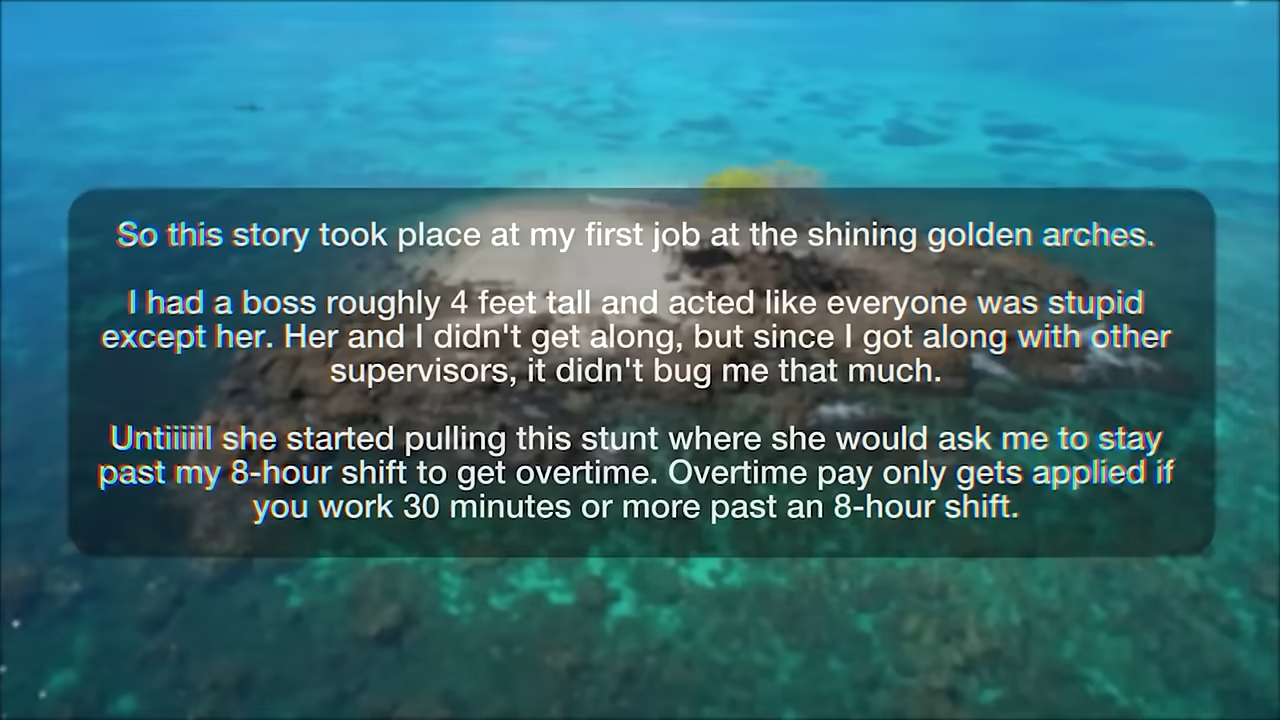 So this story took place at my first job at the shining golden arches.
I had a boss roughly 4 feet tall and acted like everyone was stupid
except her. Her and I didn't get along, but since I got along with other
supervisors, it didn't bug me that much.
Untiiiiil she started pulling this stunt where she would ask me to stay
past my 8-hour shift to get overtime. Overtime pay only gets applied if
you work 30 minutes or more past an 8-hour shift.